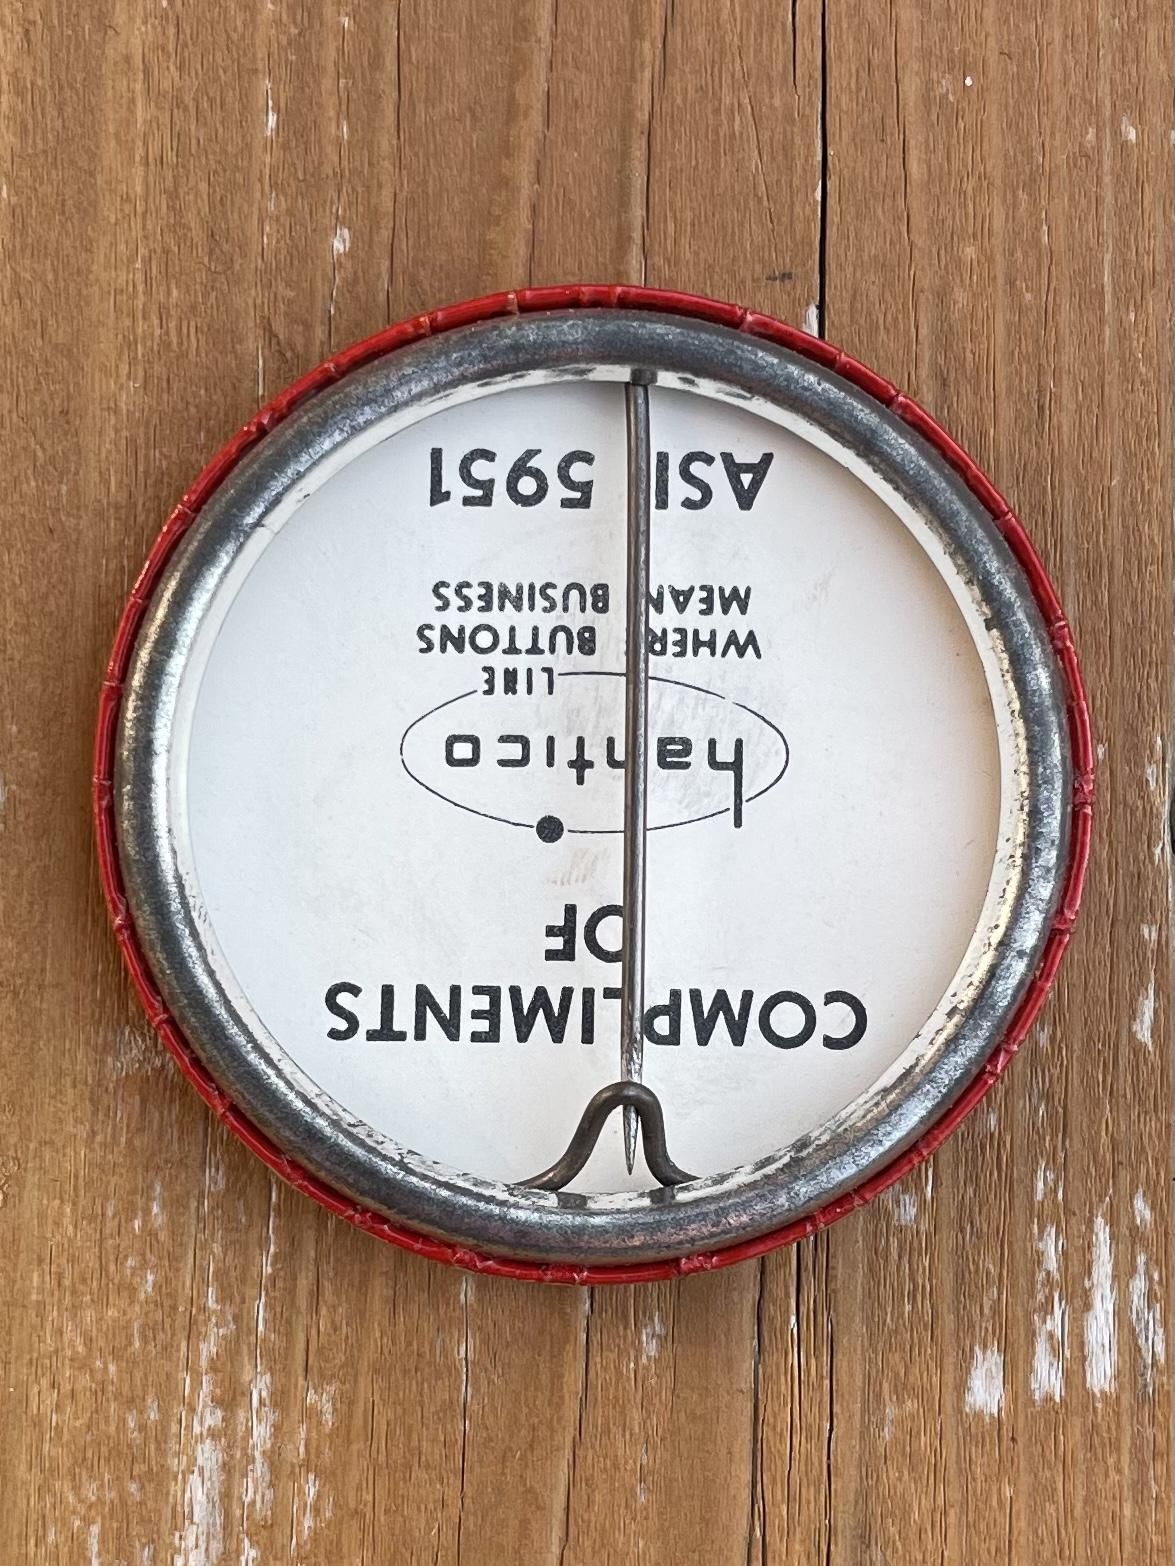 COMPLIMENTS
OF
hantico
LINE
WHERE BUTTONS
MEAN BUSINESS
ASI 5951